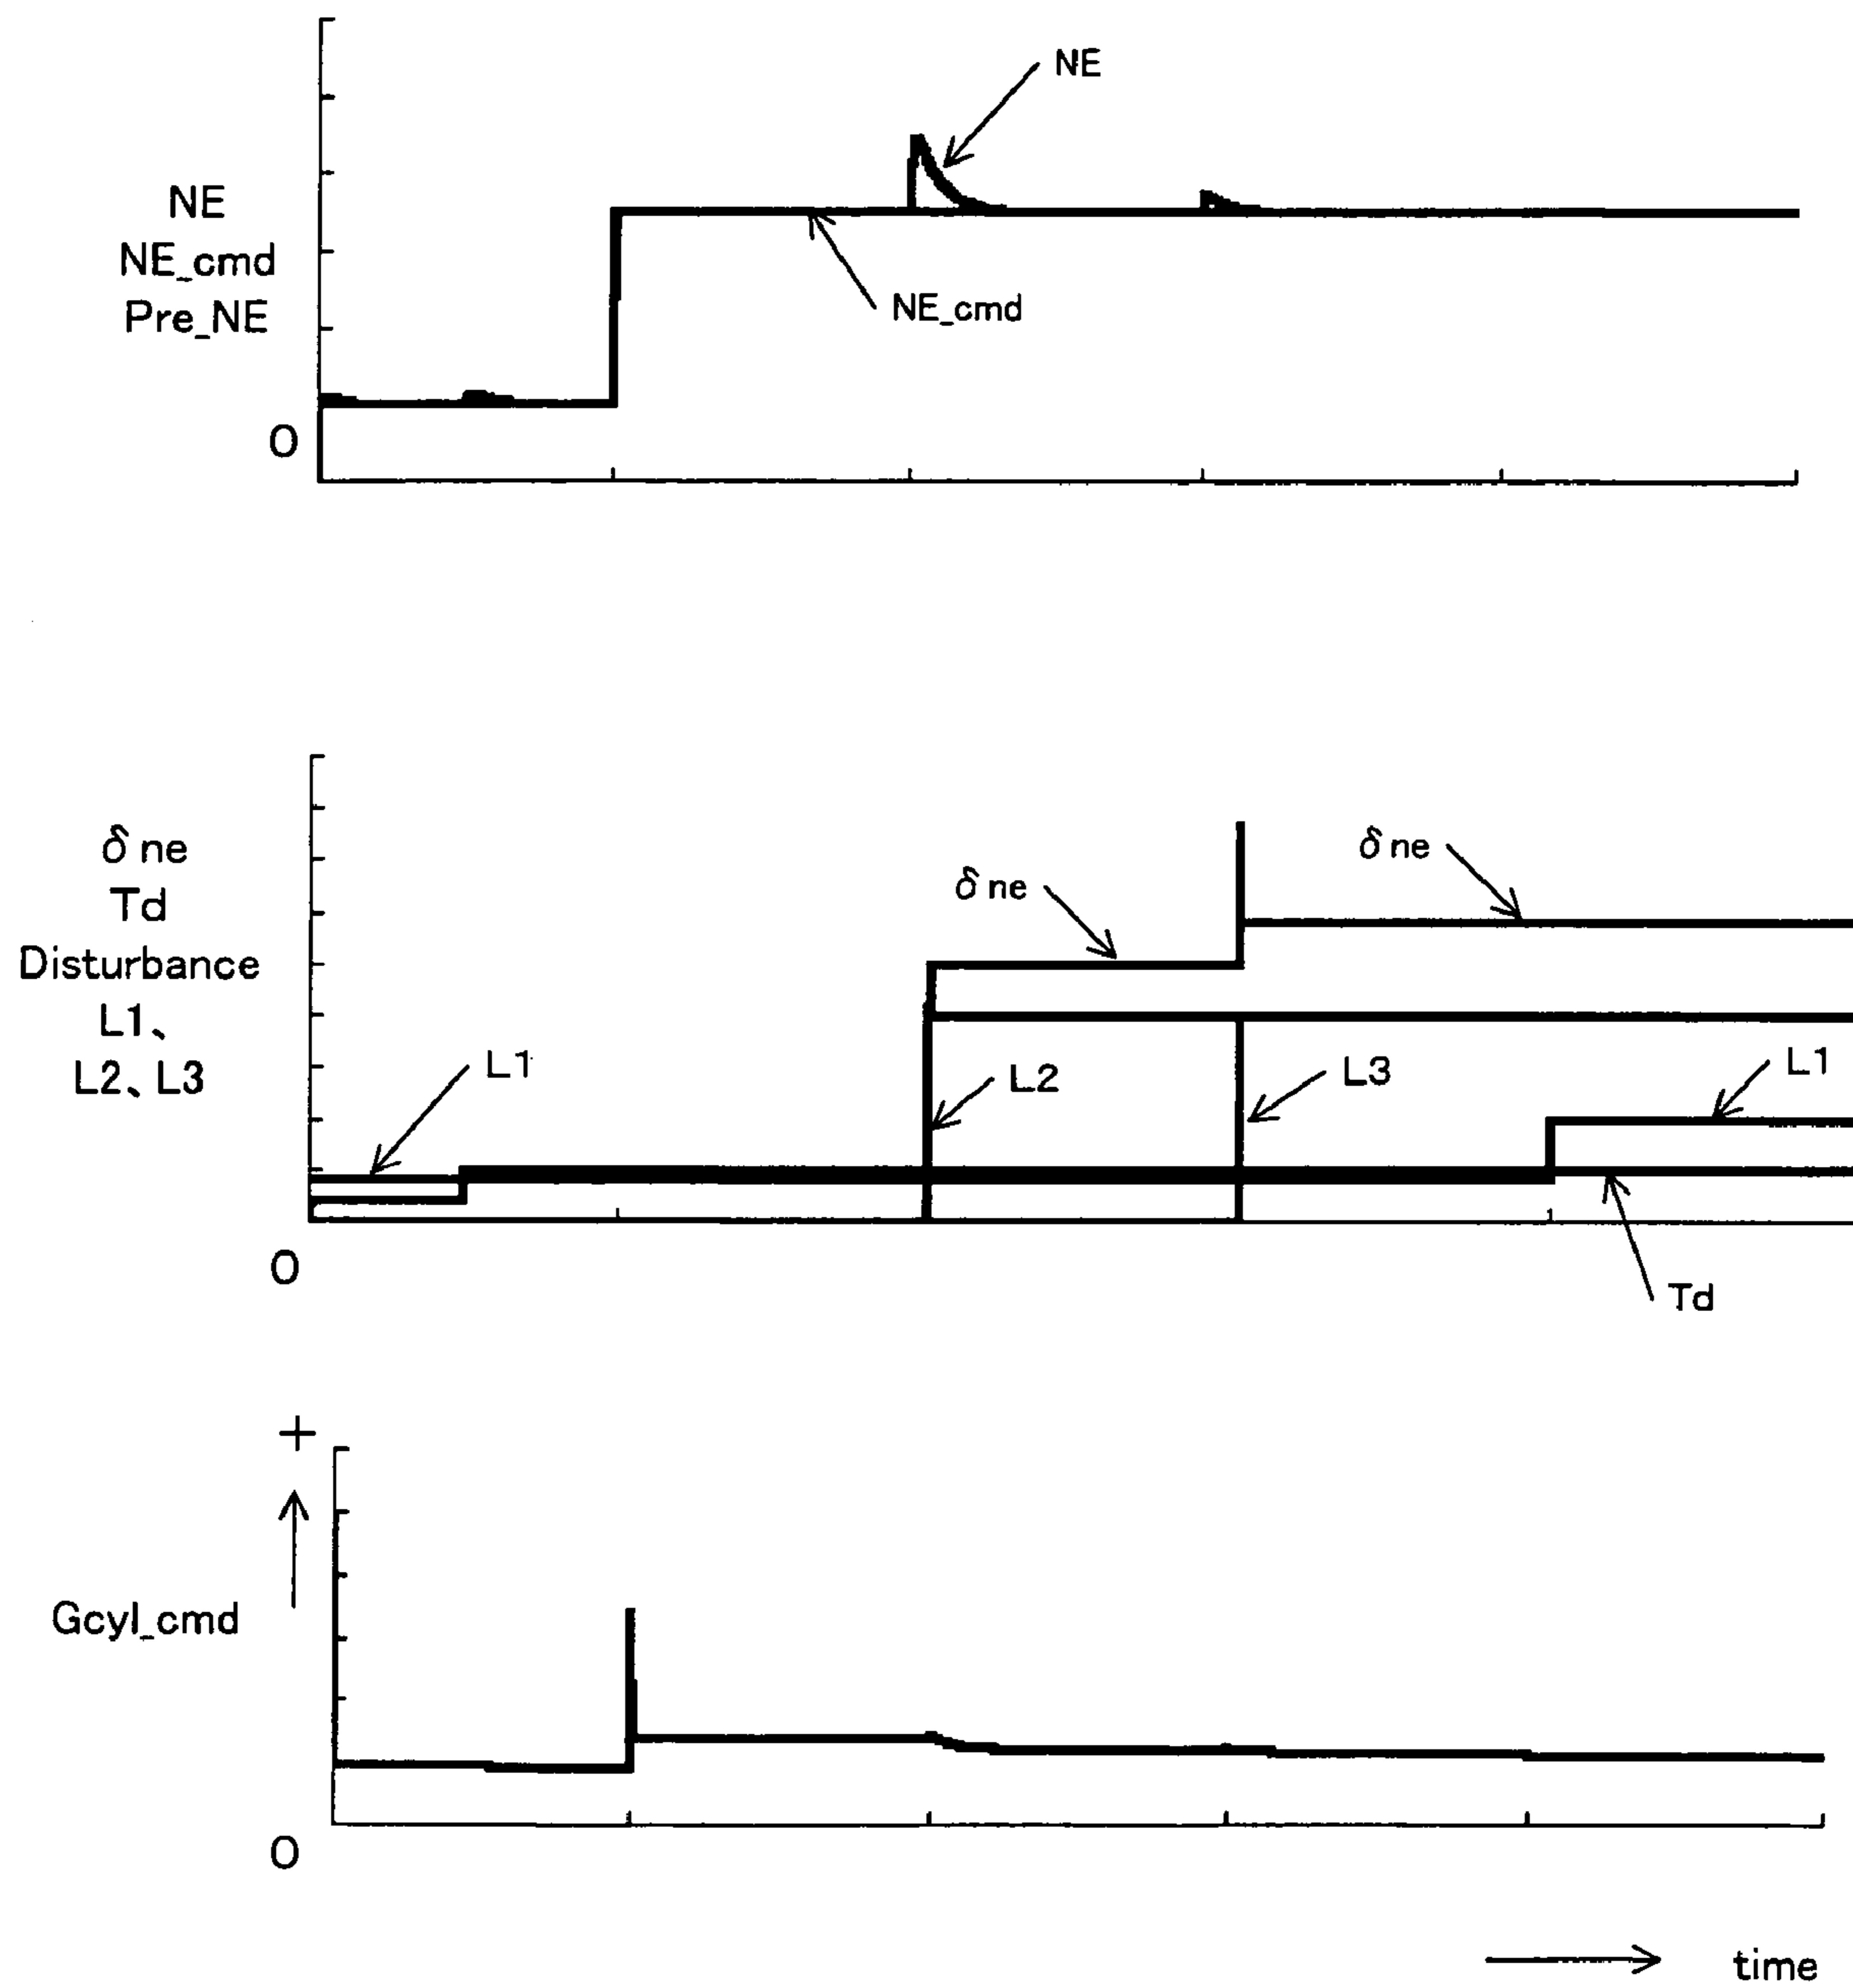 NE
NE
NE_cmd
Pre_NE
NE_cmd
0
δ ne
δ ne
Td
Disturbance
L1、
L2、L3
δ ne
L1
L2
L3
L1
0
Td
+
Gcyl_cmd
0
time